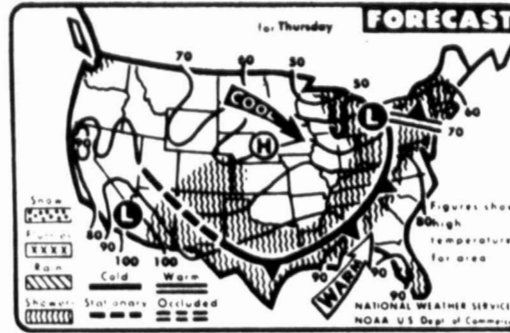 for Thursday
FORECAST
70
60
50
50
60
70
COOL
H
L
L
80
90
100
100
80
90
90
90
WARM
Figures show
high
temperatures
for area
Snow
Flurries
Rain
Showers
Cold
Warm
Stationary
Occluded
NATIONAL WEATHER SERVICE
NOAA U S Dept of Commerce